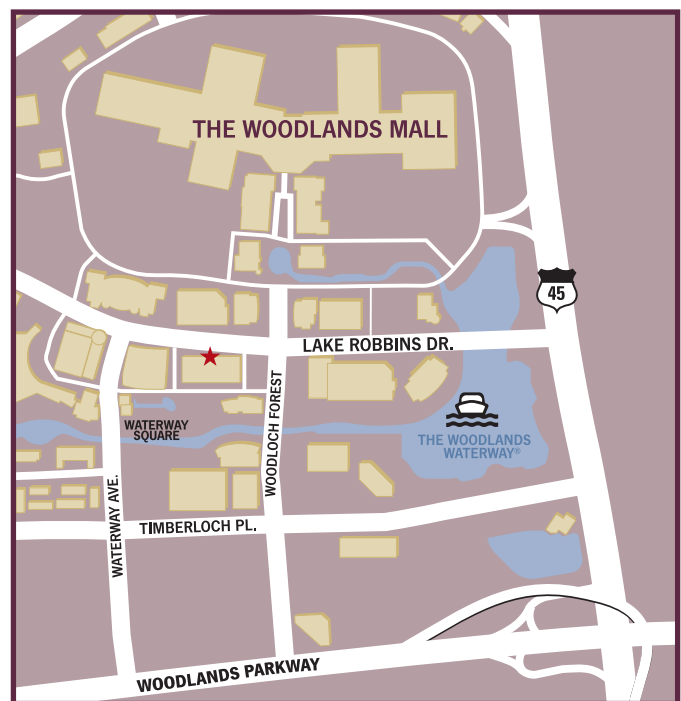 THE WOODLANDS MALL
45
LAKE ROBBINS DR.
WOODLOCH FOREST
WATERWAY
SQUARE
THE WOODLANDS
WATERWAY®
WATERWAY AVE.
TIMBERLOCH PL.
WOODLANDS PARKWAY